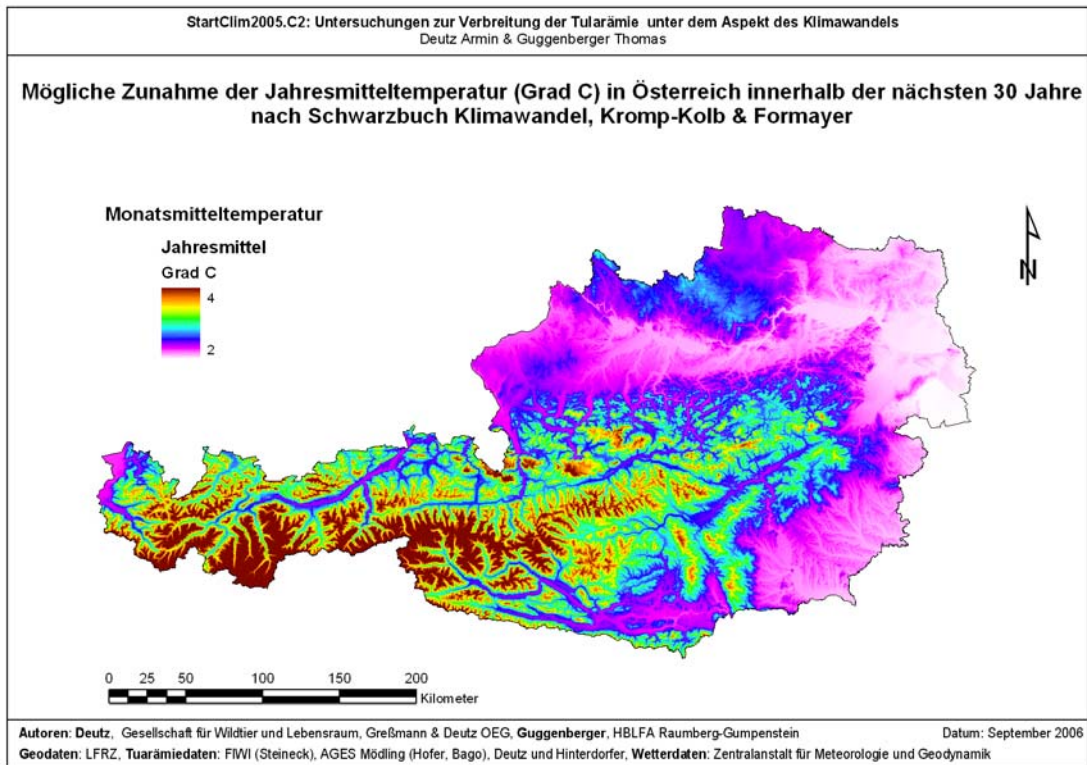 StartClim2005.C2: Untersuchungen zur Verbreitung der Tularämie unter dem Aspekt des Klimawandels
Deutz Armin & Guggenberger Thomas
Mögliche Zunahme der Jahresmitteltemperatur (Grad C) in Österreich innerhalb der nächsten 30 Jahre
nach Schwarzbuch Klimawandel, Kromp-Kolb & Formayer
Monatsmitteltemperatur
Jahresmittel
Grad C
4
2
N
0 25 50 100 150 200
Kilometer
Autoren: Deutz, Gesellschaft für Wildtier und Lebensraum, Greßmann & Deutz OEG, Guggenberger, HBLFA Raumberg-Gumpenstein Datum: September 2006
Geodaten: LFRZ, Tuarämiedaten: FIWI (Steineck), AGES Mödling (Hofer, Bago), Deutz und Hinterdorfer, Wetterdaten: Zentralanstalt für Meteorologie und Geodynamik